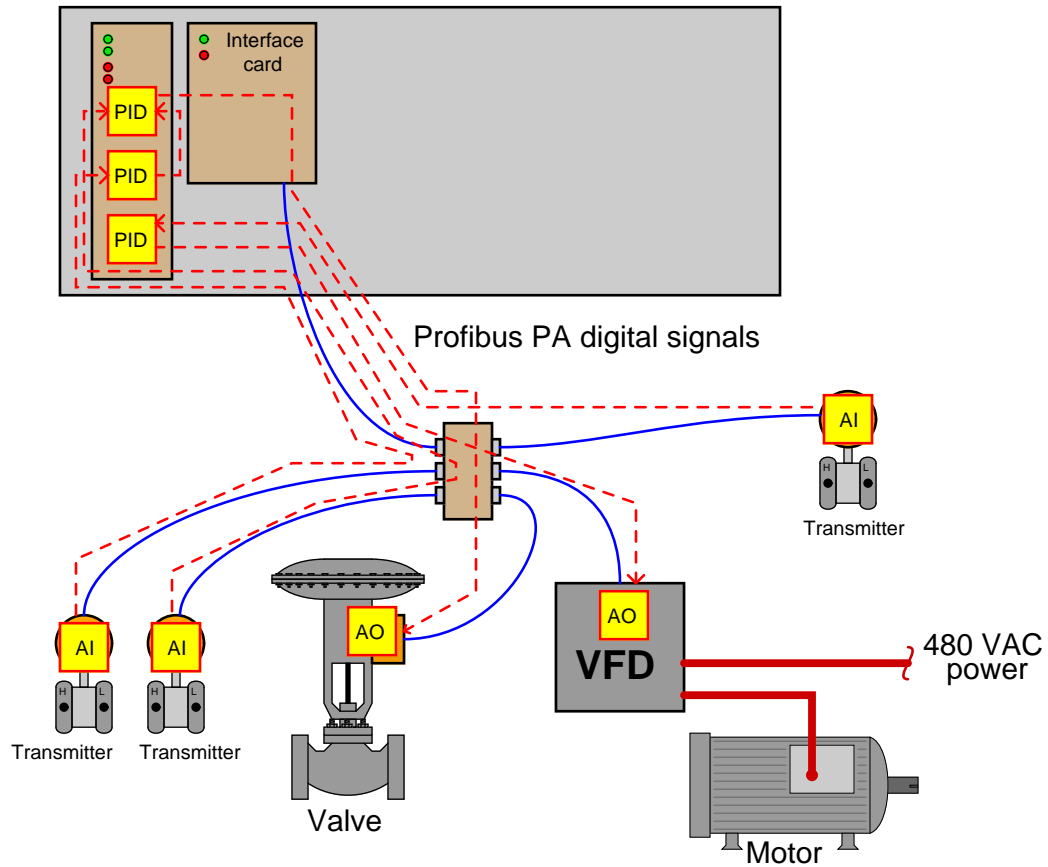 Interface
card
PID
PID
PID
Profibus PA digital signals
AI
H
L
Transmitter
AO
AO
VFD
480 VAC
power
AI
AI
H
L
H
L
Transmitter
Transmitter
Valve
Motor